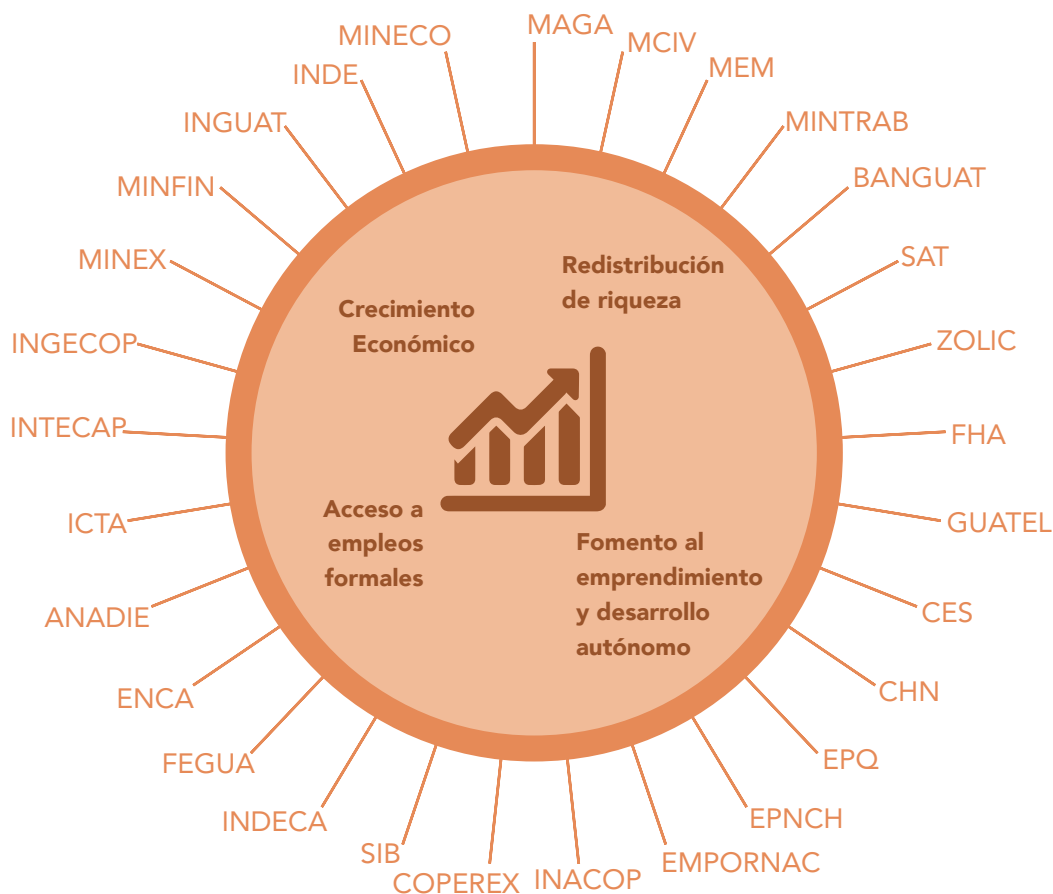 MAGA
MCIV
MEM
MINTRAB
BANGUAT
SAT
ZOLIC
FHA
GUATEL
CES
CHN
EPQ
EPNCH
EMPORNAC
INACOP
COPEREX
SIB
INDECA
FEGUA
ENCA
ANADIE
ICTA
INTECAP
INGECOP
MINEX
MINFIN
INGUAT
INDE
MINECO
Crecimiento
Económico
Redistribución
de riqueza
Acceso a
empleos
formales
Fomento al
emprendimiento
y desarrollo
autónomo